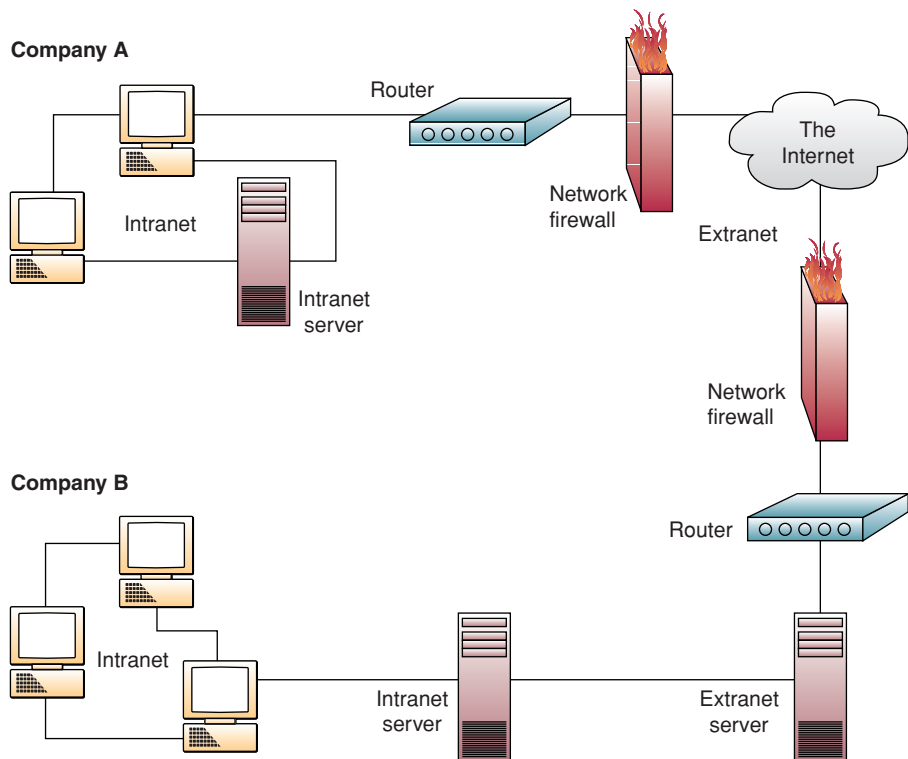 Company A
Router
The
Internet
Network
firewall
Intranet
Extranet
Intranet
server
Network
firewall
Company B
Router
Intranet
Intranet
server
Extranet
server